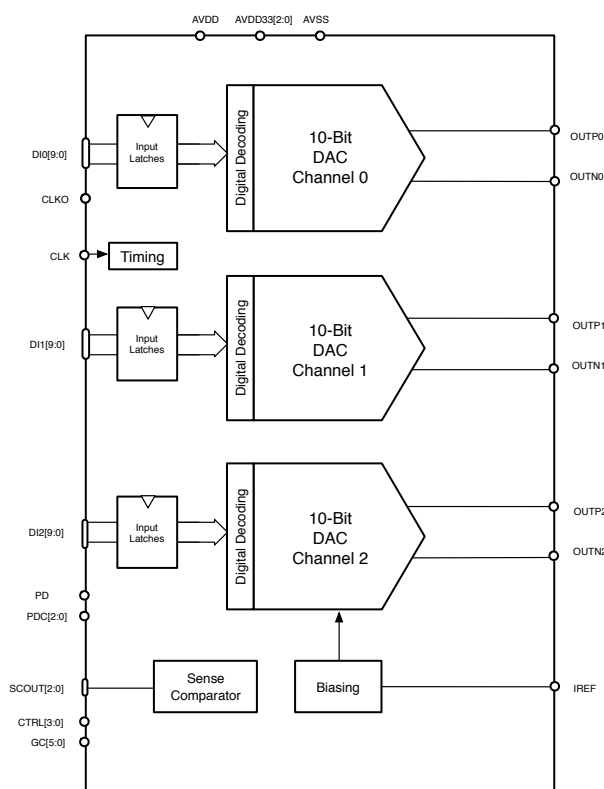 AVDD AVDD33[2:0] AVSS
DI0[9:0]
Input
Latches
Digital Decoding
10-Bit
DAC
Channel 0
OUTP0
OUTN0
CLKO
CLK
Timing
DI1[9:0]
Input
Latches
Digital Decoding
10-Bit
DAC
Channel 1
OUTP1
OUTN1
DI2[9:0]
Input
Latches
Digital Decoding
10-Bit
DAC
Channel 2
OUTP2
OUTN2
PD
PDC[2:0]
SCOUT[2:0]
Sense
Comparator
Biasing
IREF
CTRL[3:0]
GC[5:0]